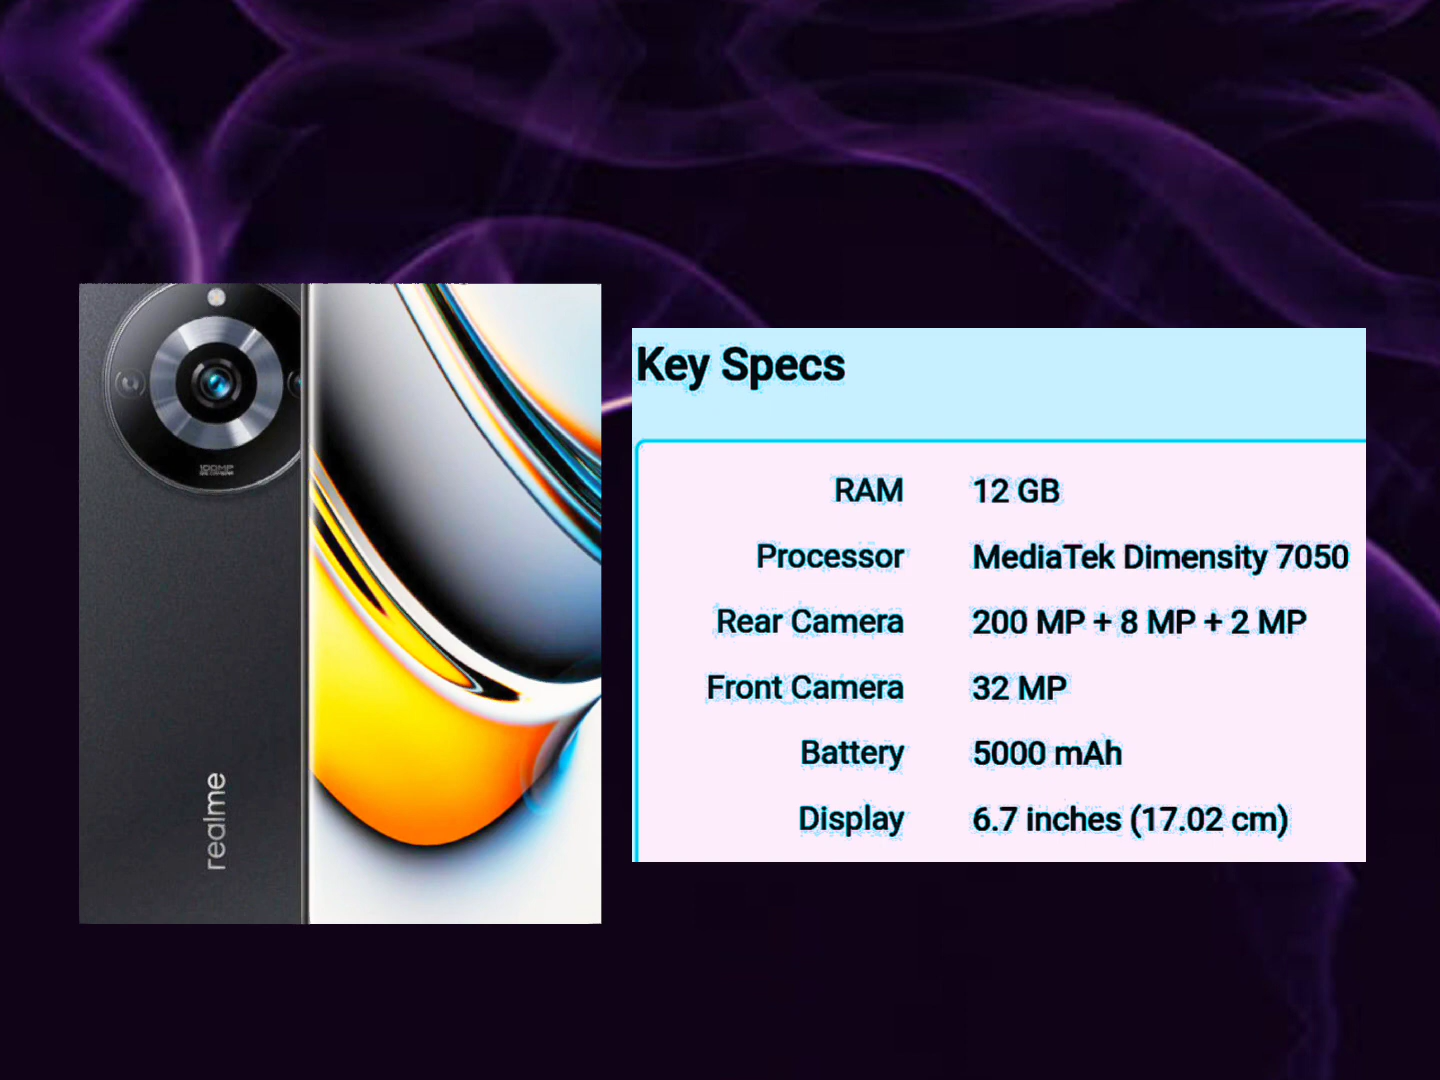 100MP
realme
Key Specs
RAM 12 GB
Processor MediaTek Dimensity 7050
Rear Camera 200 MP + 8 MP + 2 MP
Front Camera 32 MP
Battery 5000 mAh
Display 6.7 inches (17.02 cm)